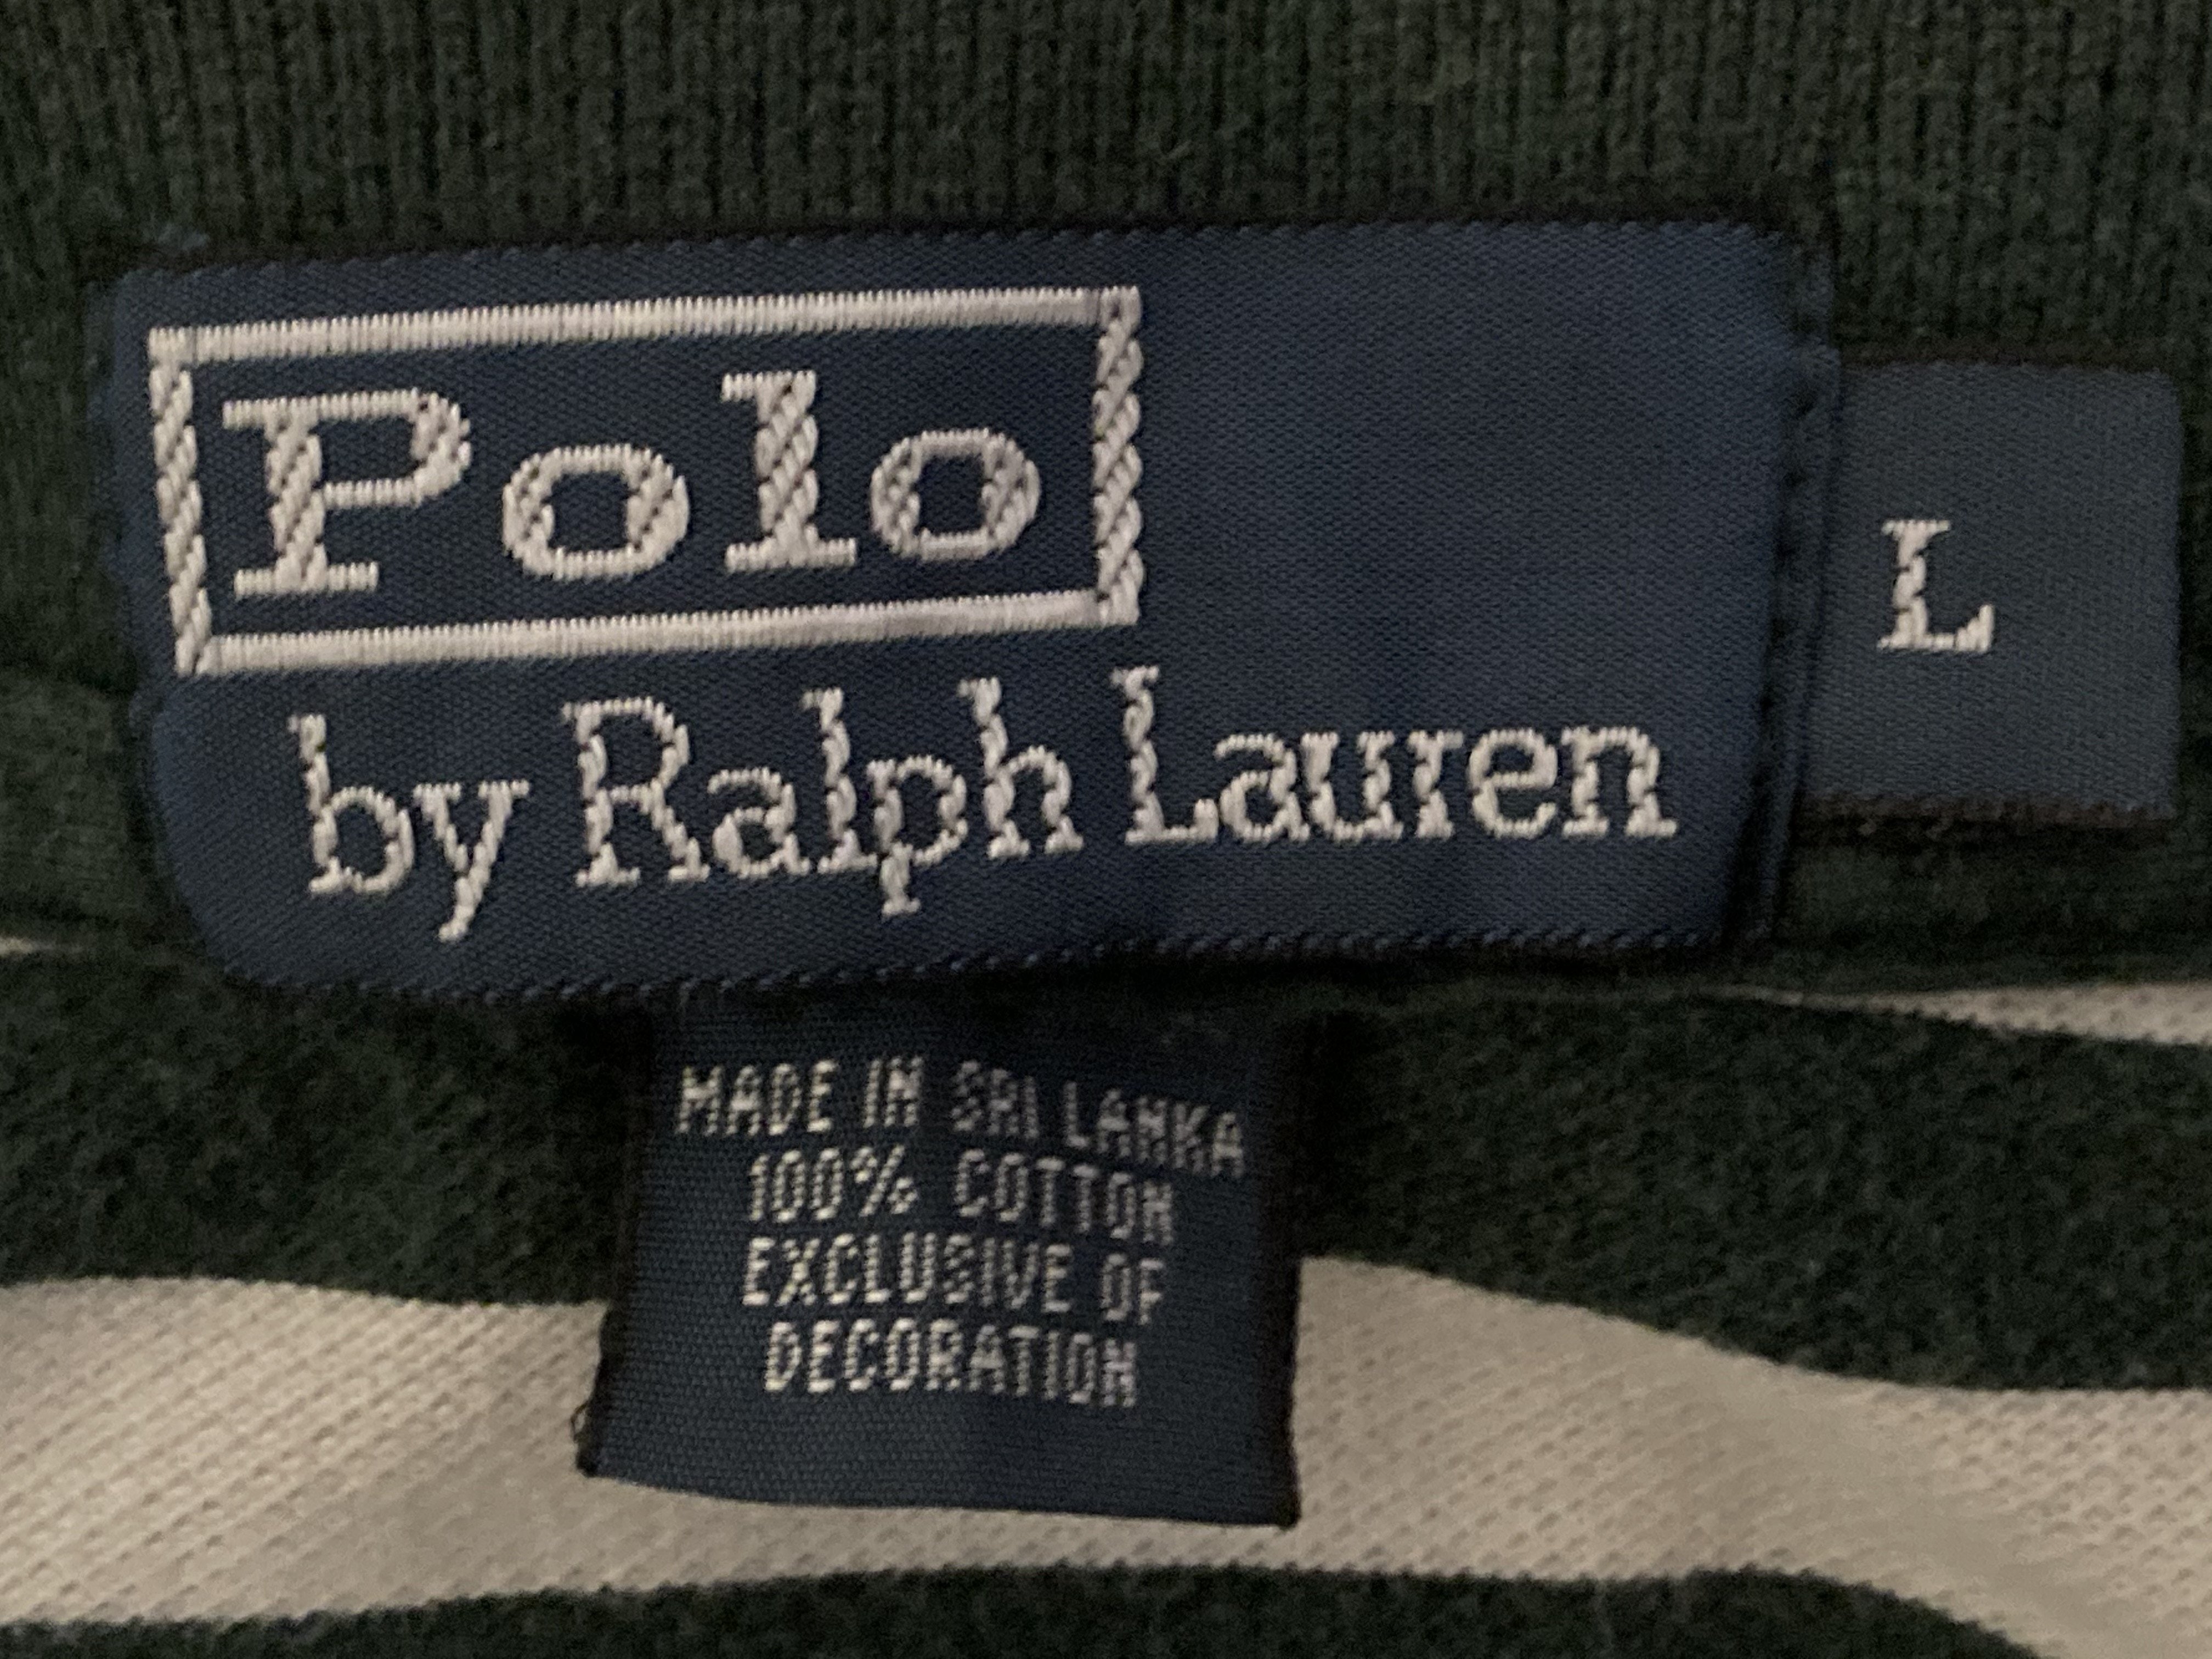 Polo
by Ralph Lauren
L
MADE IN SRI LANKA
100% COTTON
EXCLUSIVE OF
DECORATION